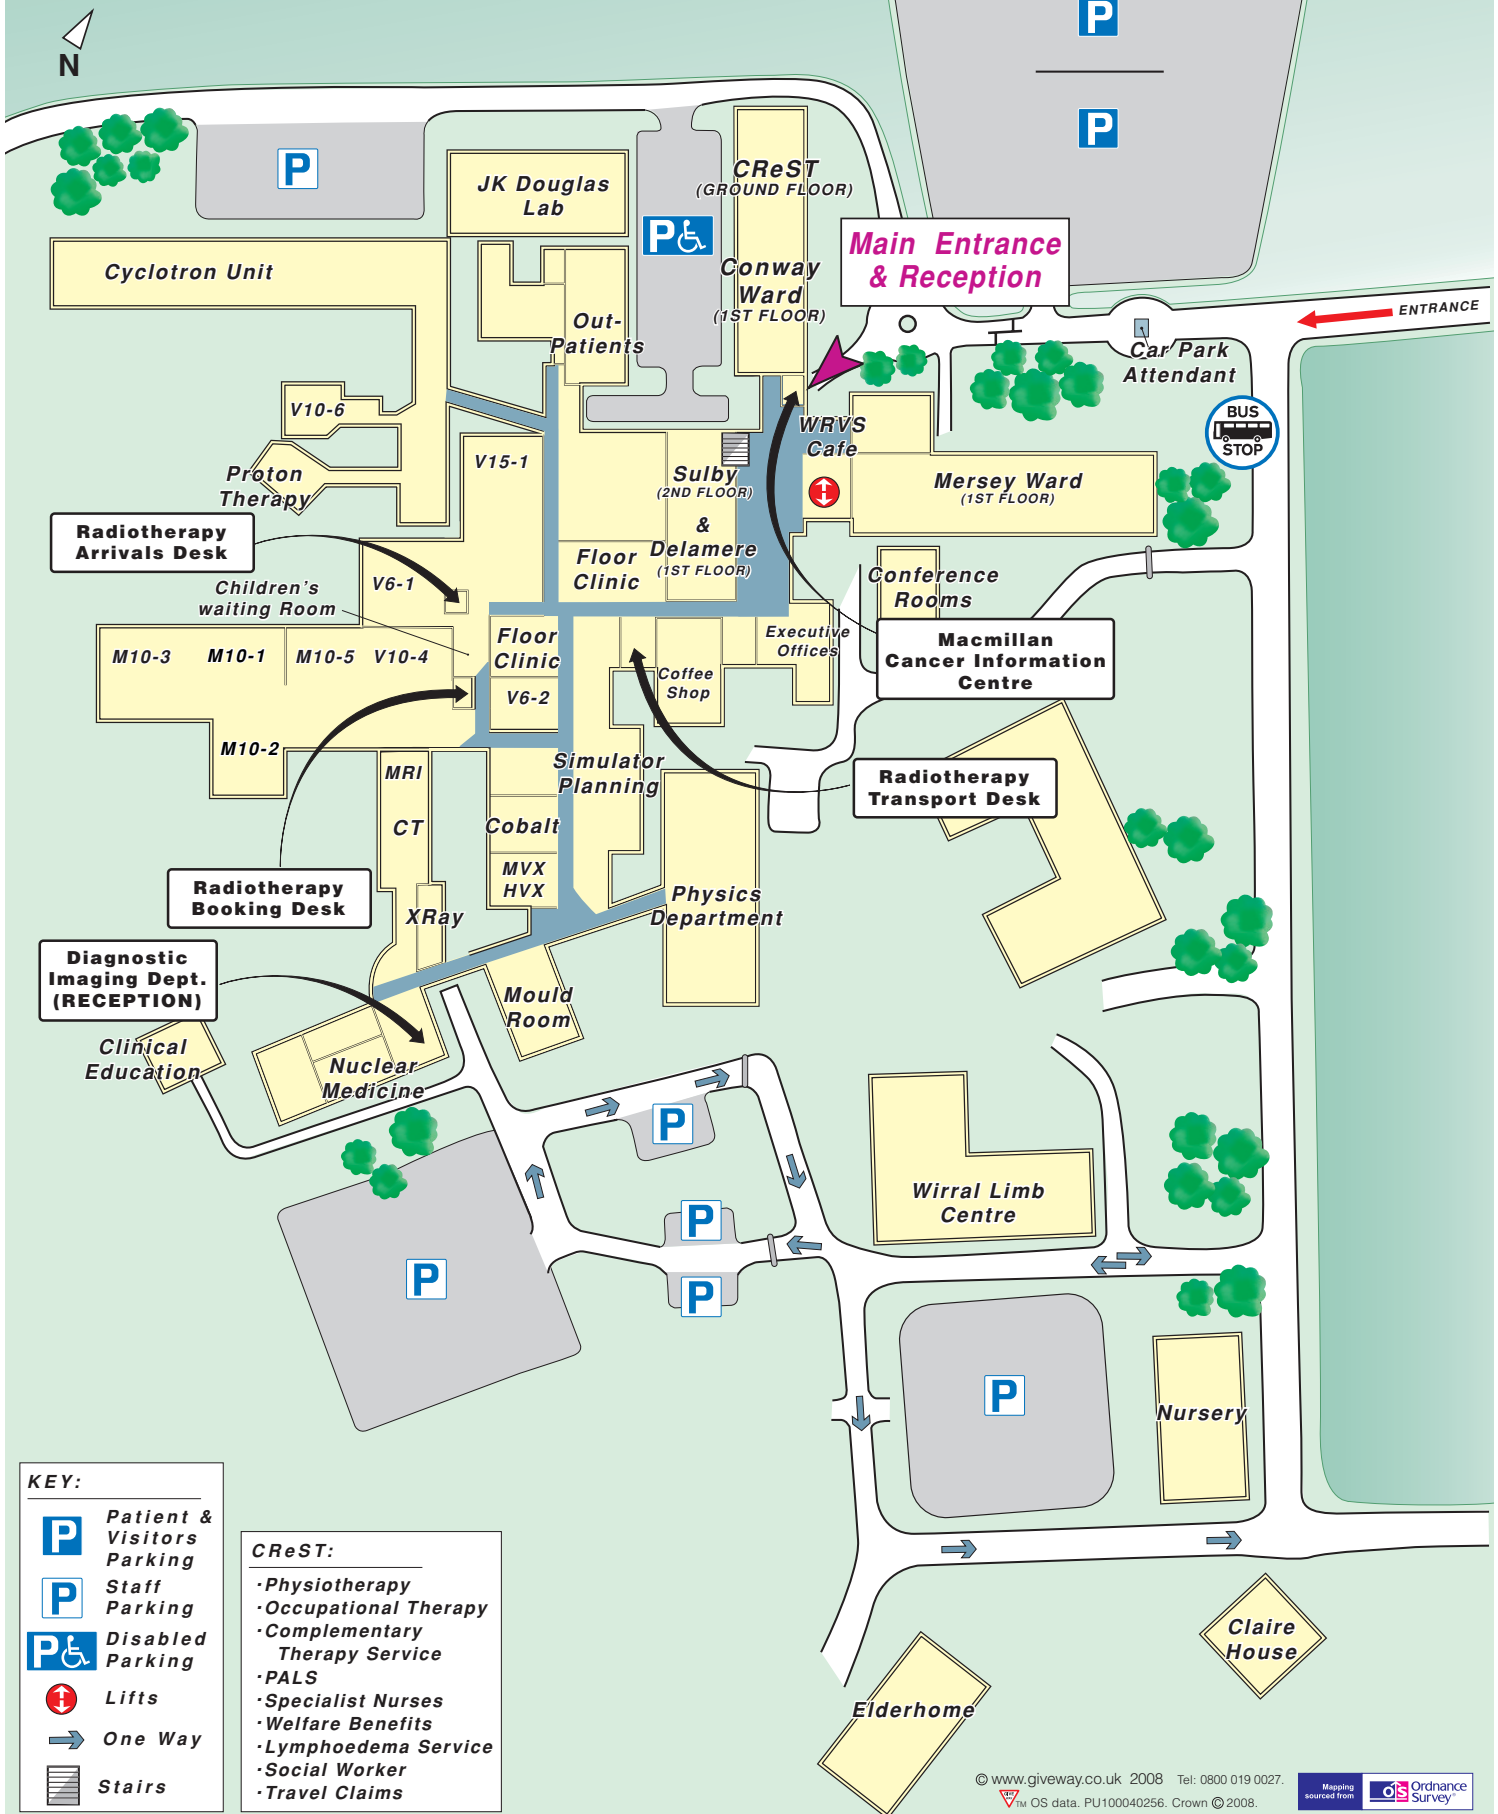 N
P
P
P
P
CReST
(GROUND FLOOR)
JK Douglas
Lab
Main Entrance
& Reception
Cyclotron Unit
Conway
Ward
(1ST FLOOR)
Out-
Patients
ENTRANCE
Car Park
Attendant
BUS
STOP
V10-6
WRVS
Cafe
V15-1
Proton
Therapy
Sulby
(2ND FLOOR)
&
Delamere
(1ST FLOOR)
Mersey Ward
(1ST FLOOR)
Radiotherapy
Arrivals Desk
Floor
Clinic
Conference
Rooms
V6-1
Children's
waiting Room
Floor
Clinic
Executive
Offices
Macmillan
Cancer Information
Centre
M10-3
M10-1
M10-5
V10-4
Coffee
Shop
V6-2
M10-2
MRI
Simulator
Planning
Radiotherapy
Transport Desk
CT
Cobalt
MVX
HVX
Radiotherapy
Booking Desk
XRay
Physics
Department
Diagnostic
Imaging Dept.
(RECEPTION)
Mould
Room
Clinical
Education
Nuclear
Medicine
P
P
P
P
Wirral Limb
Centre
P
Nursery
Claire
House
Elderhome
KEY:
P
Patient &
Visitors
Parking
P
Staff
Parking
P
Disabled
Parking
Lifts
One Way
Stairs
CReST:
·Physiotherapy
·Occupational Therapy
·Complementary
Therapy Service
·PALS
·Specialist Nurses
·Welfare Benefits
·Lymphoedema Service
·Social Worker
·Travel Claims
© www.giveway.co.uk 2008 Tel: 0800 019 0027.
TM OS data. PU100040256. Crown © 2008.
Mapping
sourced from
OS Ordnance
Survey®